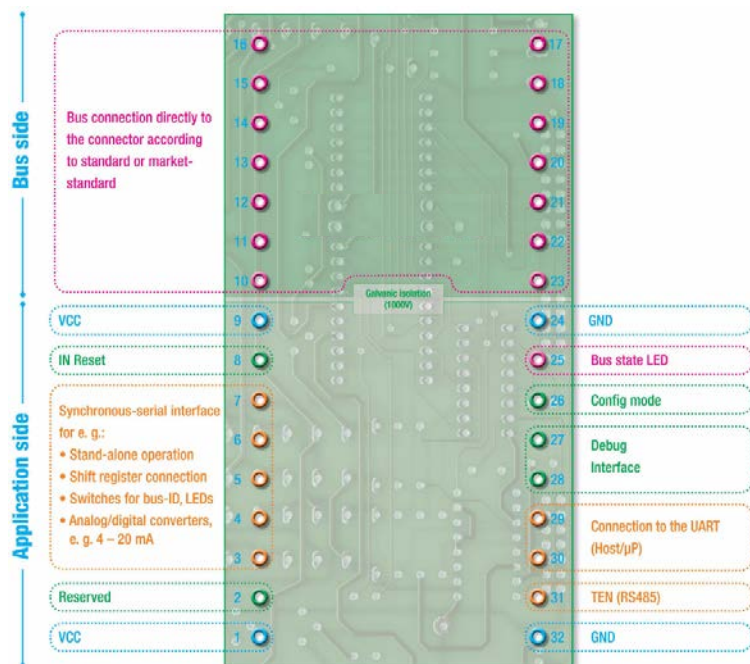 Bus side
Application side
16
15
14
13
12
11
10
9
8
7
6
5
4
3
2
1
17
18
19
20
21
22
23
24
25
26
27
28
29
30
31
32
Bus connection directly to
the connector according
to standard or market-
standard
Galvanic isolation
(1000V)
VCC
IN Reset
Synchronous-serial interface
for e. g.:
• Stand-alone operation
• Shift register connection
• Switches for bus-ID, LEDs
• Analog/digital converters,
e. g. 4 – 20 mA
Reserved
VCC
GND
Bus state LED
Config mode
Debug
Interface
Connection to the UART
(Host/µP)
TEN (RS485)
GND